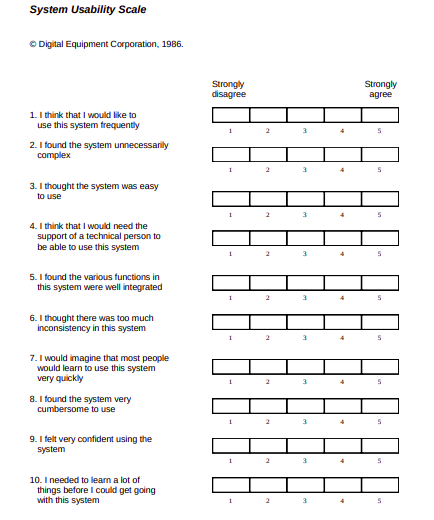 System Usability Scale
© Digital Equipment Corporation, 1986.
Strongly disagree
Strongly agree
1. I think that I would like to
use this system frequently
1 2 3 4 5
2. I found the system unnecessarily
complex
1 2 3 4 5
3. I thought the system was easy
to use
1 2 3 4 5
4. I think that I would need the
support of a technical person to
be able to use this system
1 2 3 4 5
5. I found the various functions in
this system were well integrated
1 2 3 4 5
6. I thought there was too much
inconsistency in this system
1 2 3 4 5
7. I would imagine that most people
would learn to use this system
very quickly
1 2 3 4 5
8. I found the system very
cumbersome to use
1 2 3 4 5
9. I felt very confident using the
system
1 2 3 4 5
10. I needed to learn a lot of
things before I could get going
with this system
1 2 3 4 5